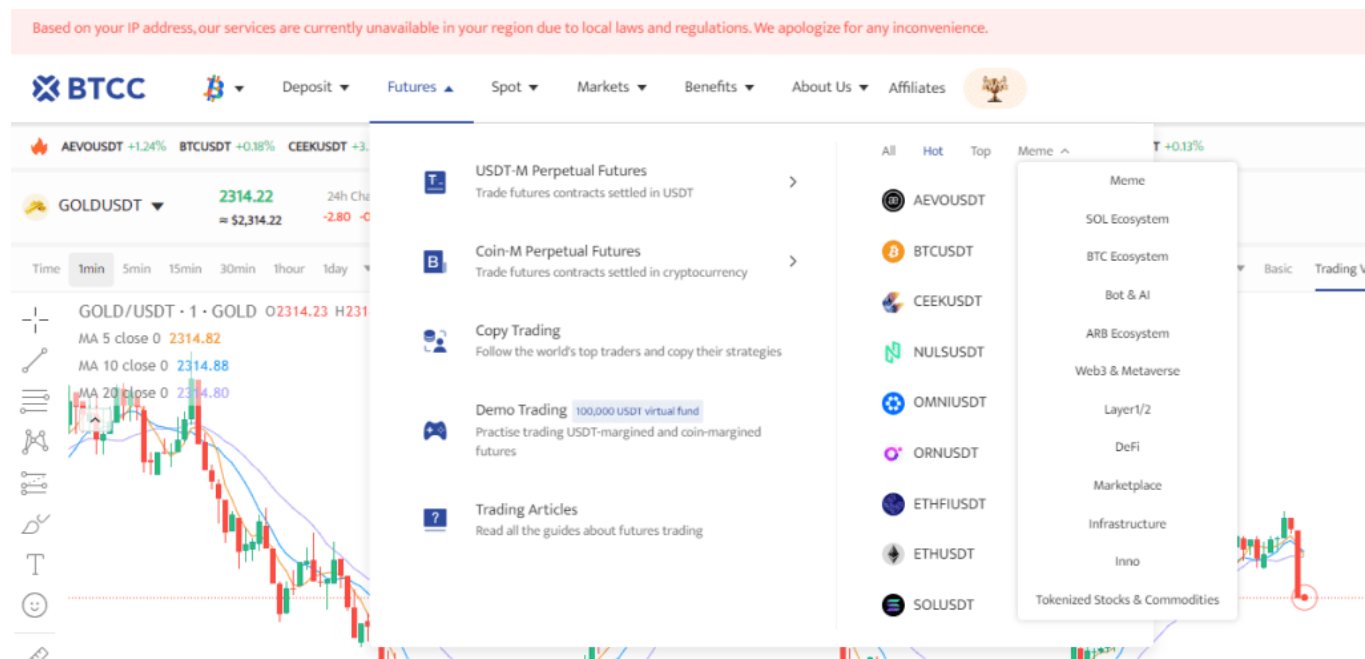 Based on your IP address, our services are currently unavailable in your region due to local laws and regulations. We apologize for any inconvenience.
BTCC
Deposit
Futures
Spot
Markets
Benefits
About Us
Affiliates
AEVOUSDT +1.24% BTCUSDT +0.18% CEEKUSDT +3.
T +0.13%
GOLDUSDT
2314.22
≈ $2,314.22
24h Cha
-2.80
Time 1min 5min 15min 30min 1hour 1day
Basic Trading V
GOLD/USDT · 1 · GOLD O2314.23 H231
MA 5 close 0 2314.82
MA 10 close 0 2314.88
MA 20 close 0 2314.80
USDT-M Perpetual Futures
Trade futures contracts settled in USDT
Coin-M Perpetual Futures
Trade futures contracts settled in cryptocurrency
Copy Trading
Follow the world's top traders and copy their strategies
Demo Trading 100,000 USDT virtual fund
Practise trading USDT-margined and coin-margined
futures
Trading Articles
Read all the guides about futures trading
All Hot Top Meme
AEVOUSDT
BTCUSDT
CEEKUSDT
NULSUSDT
OMNIUSDT
ORNUSDT
ETHFIUSDT
ETHUSDT
SOLUSDT
Meme
SOL Ecosystem
BTC Ecosystem
Bot & AI
ARB Ecosystem
Web3 & Metaverse
Layer1/2
DeFi
Marketplace
Infrastructure
Inno
Tokenized Stocks & Commodities